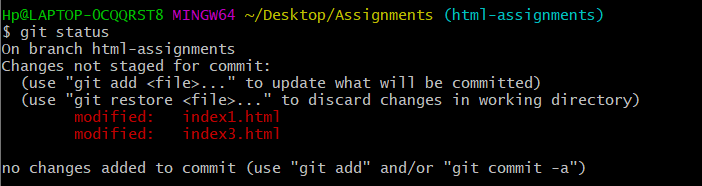 Hp@LAPTOP-OCQQRST8 MINGW64 ~/Desktop/Assignments (html-assignments)
$ git status
On branch html-assignments
Changes not staged for commit:
  (use "git add <file>..." to update what will be committed)
  (use "git restore <file>..." to discard changes in working directory)
        modified:   index1.html
        modified:   index3.html
no changes added to commit (use "git add" and/or "git commit -a")